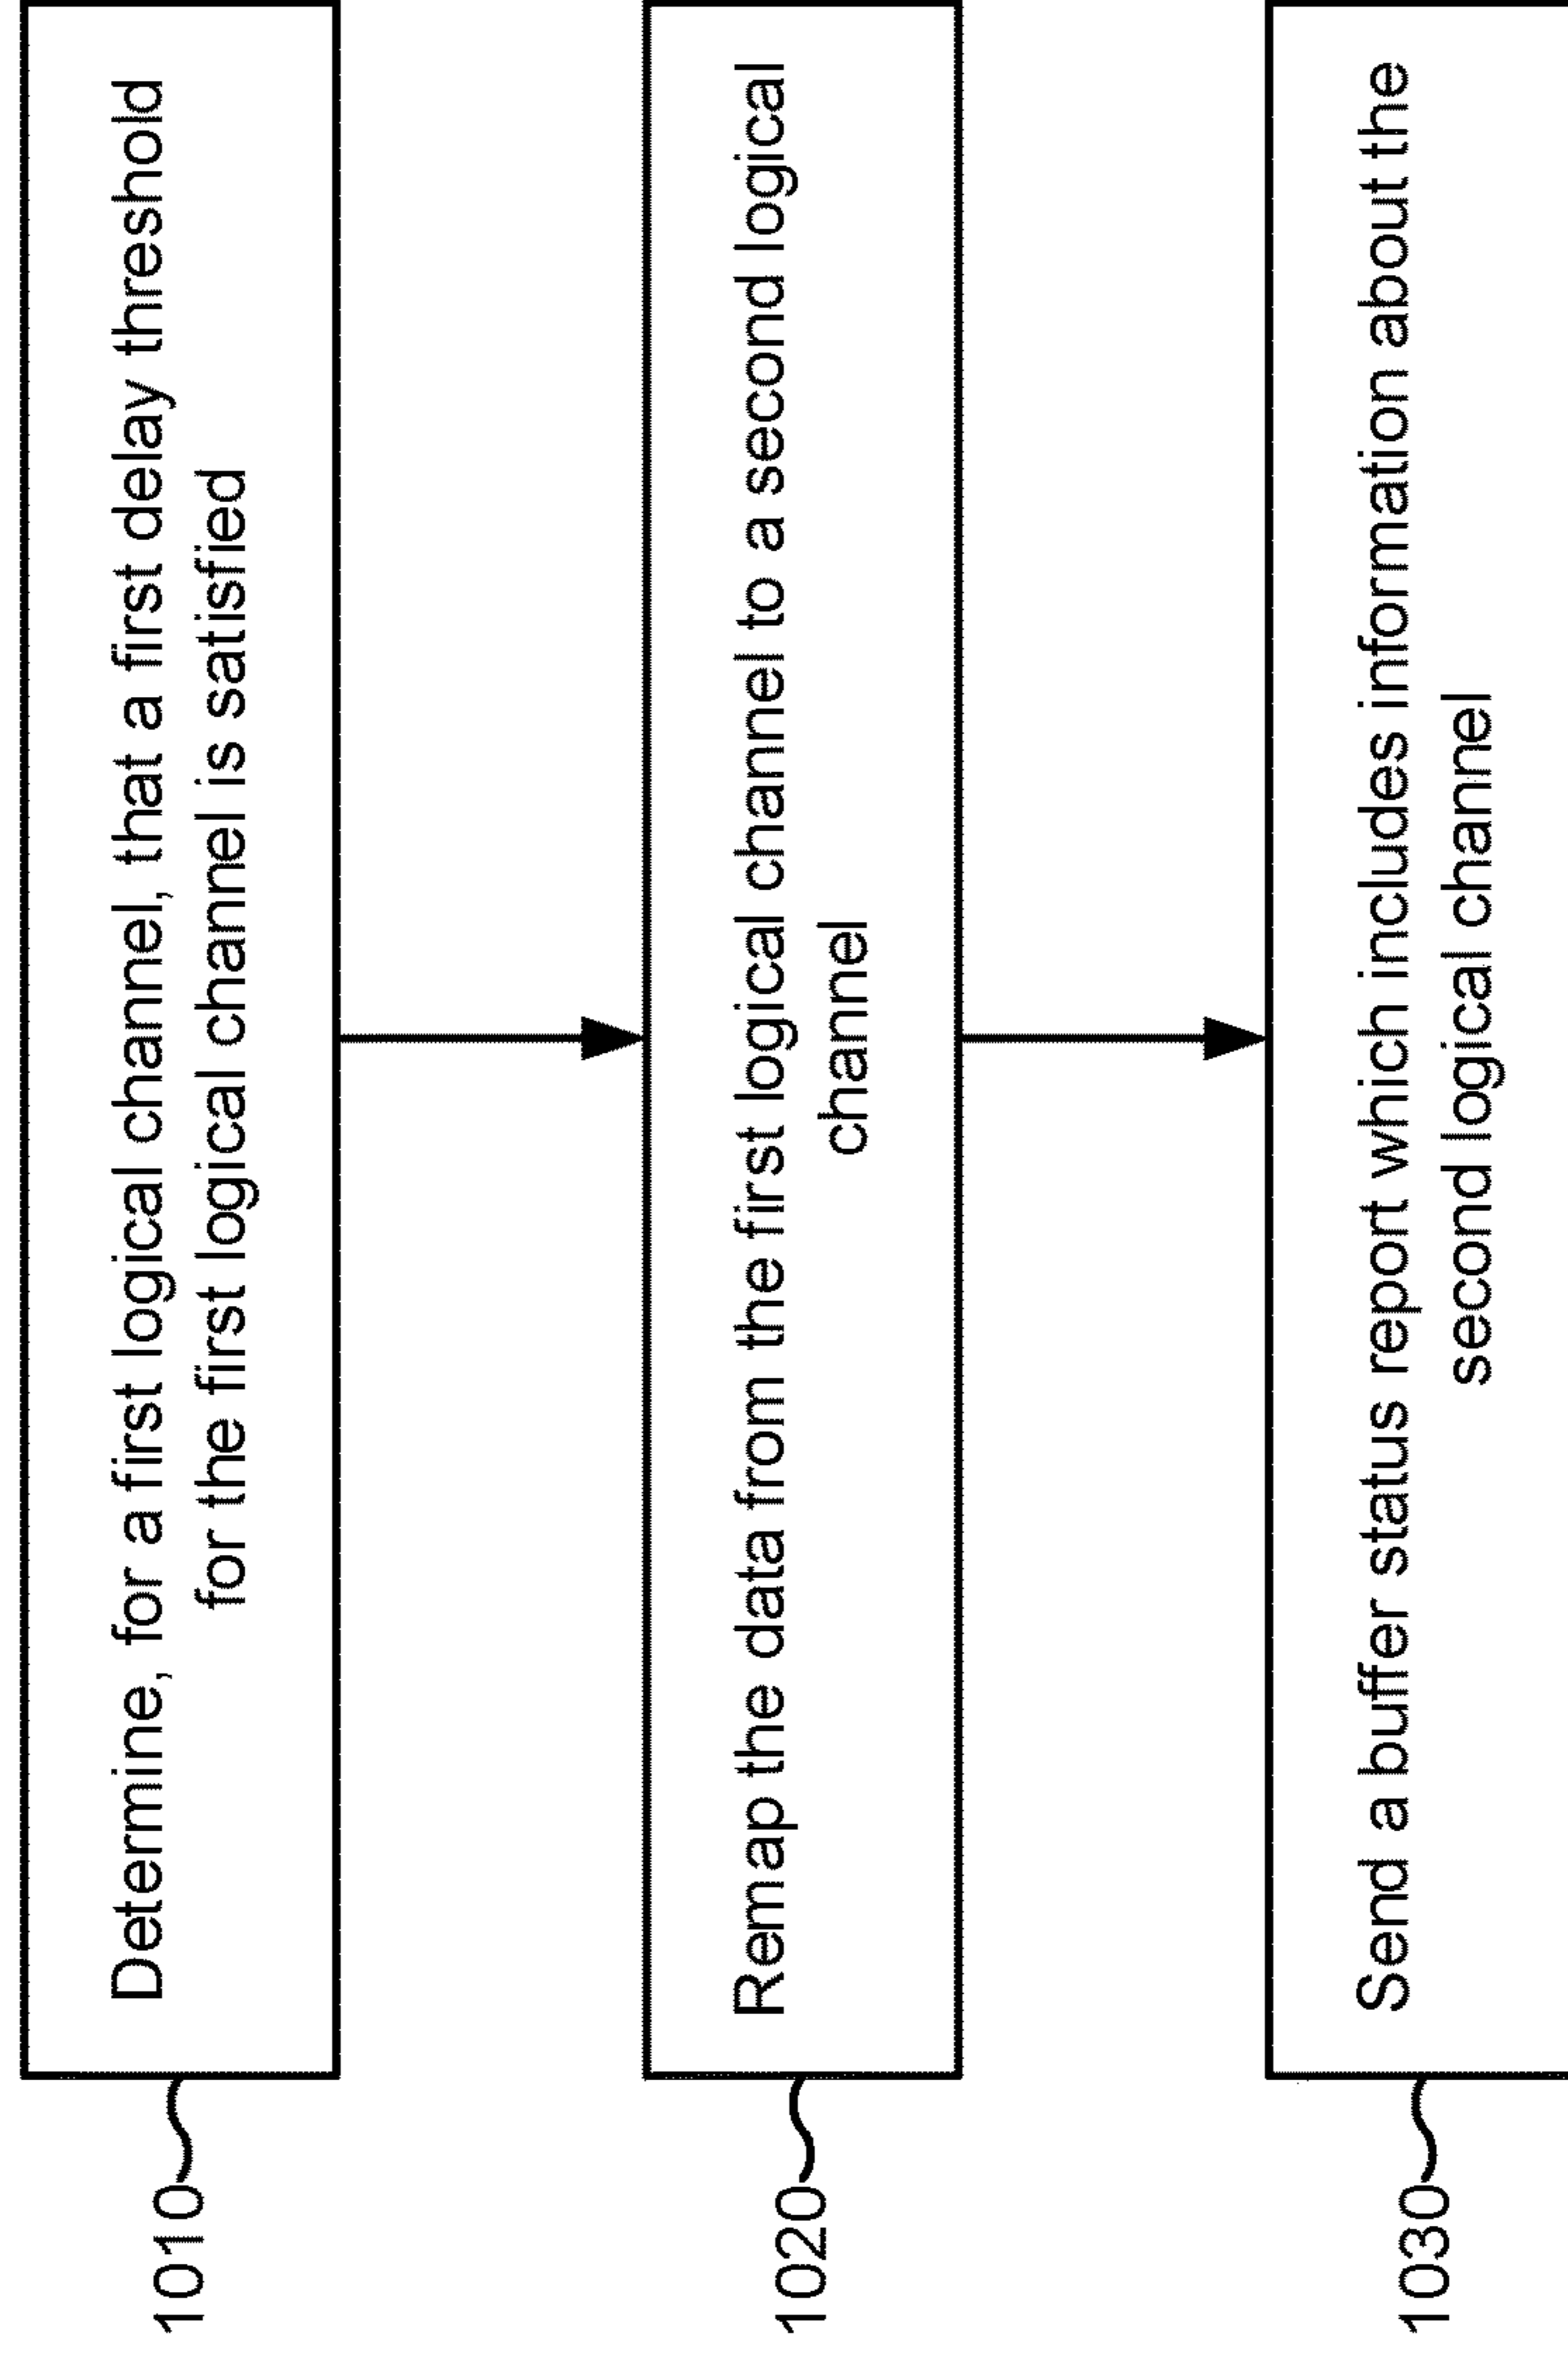 1010
Determine, for a first logical channel, that a first delay threshold
for the first logical channel is satisfied
1020
Remap the data from the first logical channel to a second logical
channel
1030
Send a buffer status report which includes information about the
second logical channel